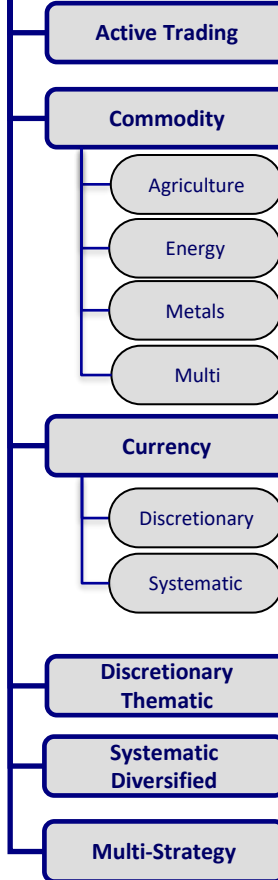 Active Trading
Commodity
Agriculture
Energy
Metals
Multi
Currency
Discretionary
Systematic
Discretionary
Thematic
Systematic
Diversified
Multi-Strategy